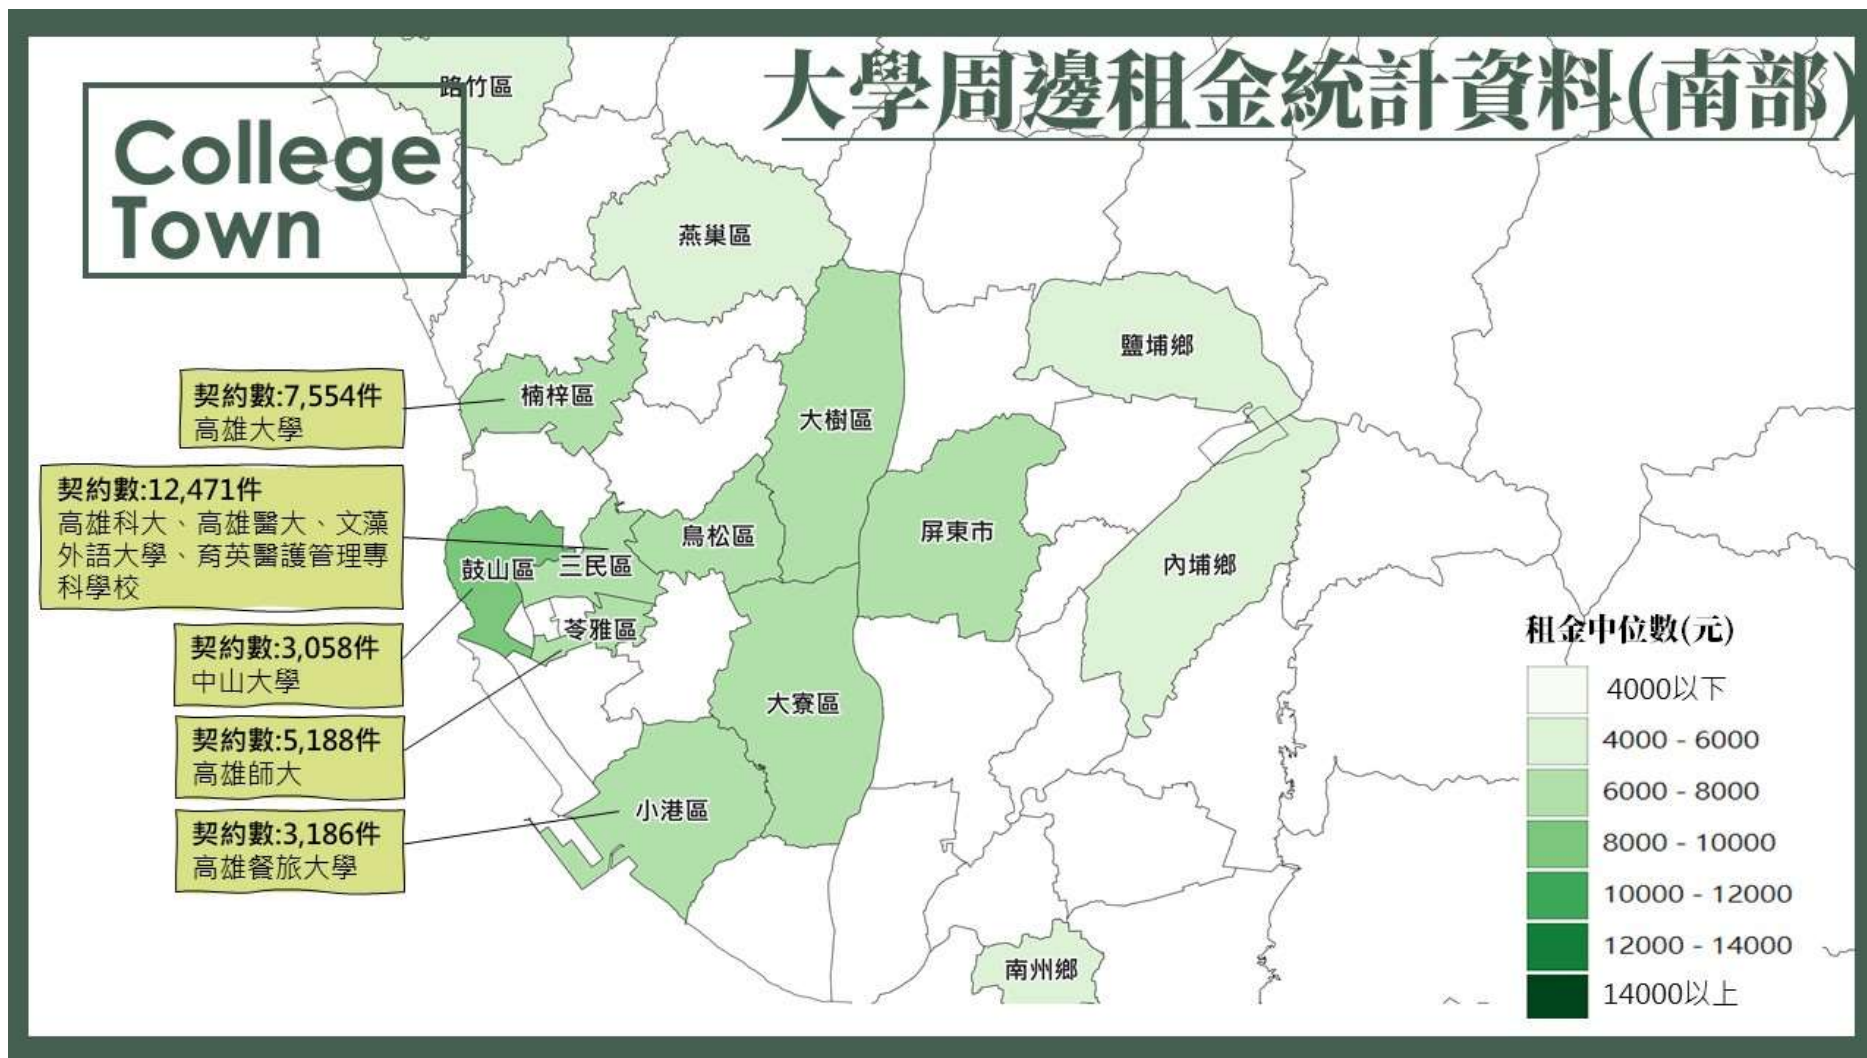 大學周邊租金統計資料(南部)
College
Town
路竹區
燕巢區
鹽埔鄉
楠梓區
大樹區
鳥松區
屏東市
三民區
鼓山區
內埔鄉
苓雅區
大寮區
小港區
南州鄉
契約數:7,554件
高雄大學
契約數:12,471件
高雄科大、高雄醫大、文藻
外語大學、育英醫護管理專
科學校
契約數:3,058件
中山大學
契約數:5,188件
高雄師大
契約數:3,186件
高雄餐旅大學
租金中位數(元)
4000以下
4000 - 6000
6000 - 8000
8000 - 10000
10000 - 12000
12000 - 14000
14000以上